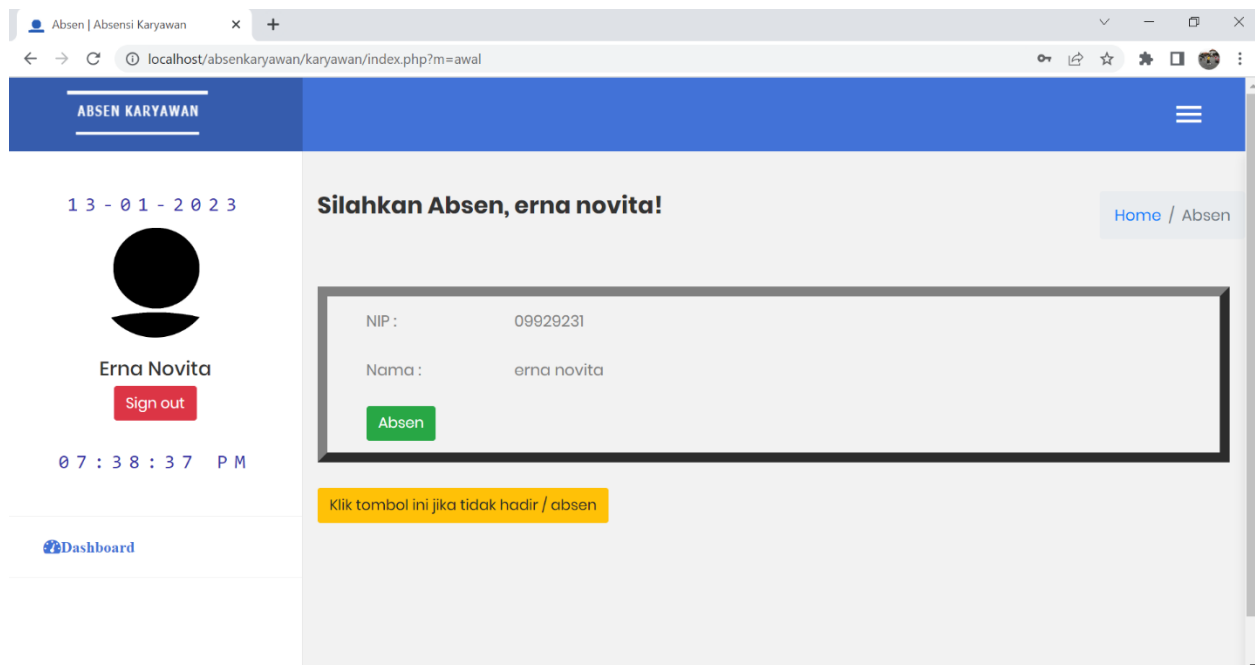 Absen | Absensi Karyawan
localhost/absenkaryawan/karyawan/index.php?m=awal
ABSEN KARYAWAN
13-01-2023
Erna Novita
Sign out
07:38:37 PM
Dashboard
Silahkan Absen, erna novita!
Home / Absen
NIP : 09929231
Nama : erna novita
Absen
Klik tombol ini jika tidak hadir / absen